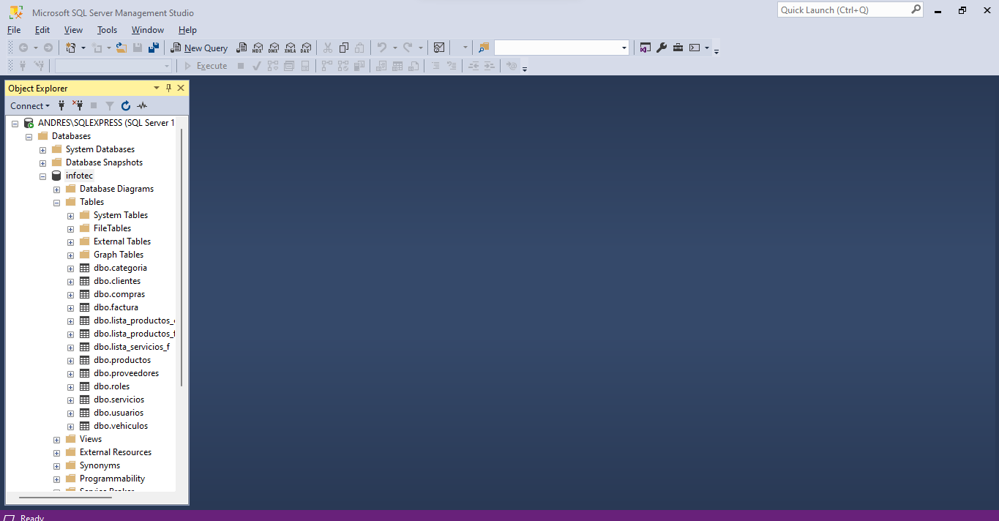 Microsoft SQL Server Management Studio
Quick Launch (Ctrl+Q)
File Edit View Tools Window Help
New Query MDX DMX XMLA DAX
Execute
Object Explorer
Connect
ANDRES\SQLEXPRESS (SQL Server 1
Databases
System Databases
Database Snapshots
infotec
Database Diagrams
Tables
System Tables
FileTables
External Tables
Graph Tables
dbo.categoria
dbo.clientes
dbo.compras
dbo.factura
dbo.lista_productos_
dbo.lista_productos_f
dbo.lista_servicios_f
dbo.productos
dbo.proveedores
dbo.roles
dbo.servicios
dbo.usuarios
dbo.vehiculos
Views
External Resources
Synonyms
Programmability
Service Broker
Ready